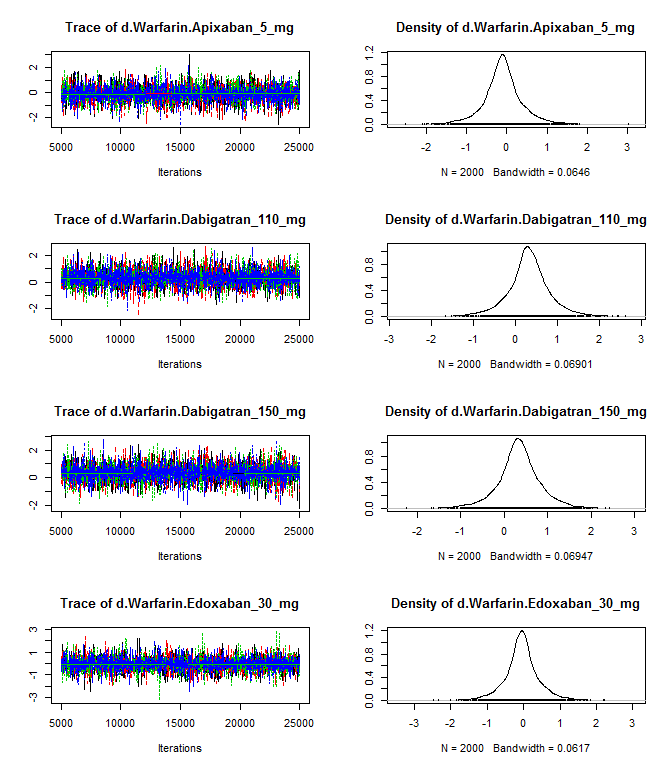 Trace of d.Warfarin.Apixaban_5_mg
2
0
-2
5000 10000 15000 20000 25000
Iterations
Density of d.Warfarin.Apixaban_5_mg
1.2
0.8
0.4
0.0
-2 -1 0 1 2 3
N = 2000 Bandwidth = 0.0646
Trace of d.Warfarin.Dabigatran_110_mg
2
0
-2
5000 10000 15000 20000 25000
Iterations
Density of d.Warfarin.Dabigatran_110_mg
0.8
0.4
0.0
-3 -2 -1 0 1 2 3
N = 2000 Bandwidth = 0.06901
Trace of d.Warfarin.Dabigatran_150_mg
2
0
-2
5000 10000 15000 20000 25000
Iterations
Density of d.Warfarin.Dabigatran_150_mg
0.8
0.4
0.0
-2 -1 0 1 2 3
N = 2000 Bandwidth = 0.06947
Trace of d.Warfarin.Edoxaban_30_mg
3
1
-1
-3
5000 10000 15000 20000 25000
Iterations
Density of d.Warfarin.Edoxaban_30_mg
1.2
0.8
0.4
0.0
-3 -2 -1 0 1 2 3
N = 2000 Bandwidth = 0.0617